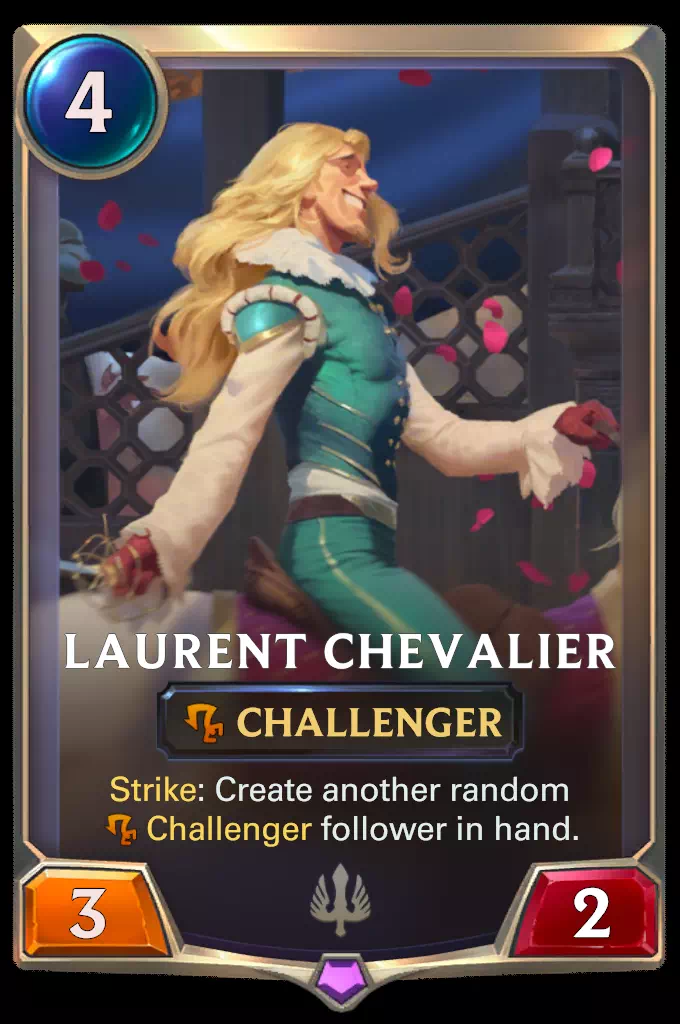 4
LAURENT CHEVALIER
CHALLENGER
Strike: Create another random
Challenger follower in hand.
3
2